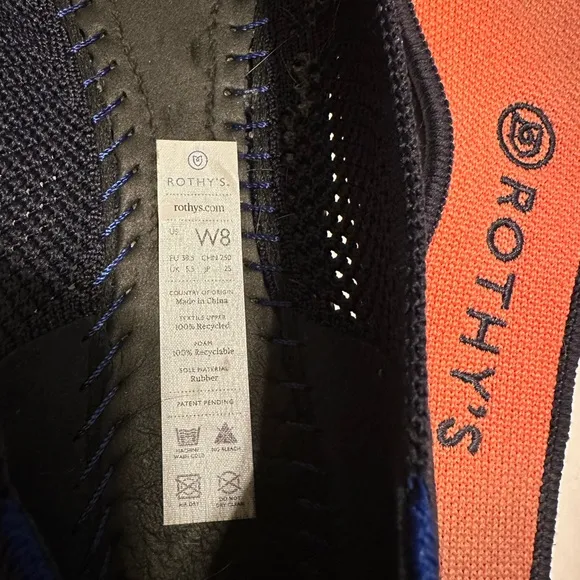 ROTHY'S.
rothys.com
US W8
EU 38.5 CHN 250
UK 5.5 JP 25
COUNTRY OF ORIGIN
Made in China
TEXTILE UPPER
100% Recycled
FOAM
100% Recyclable
SOLE MATERIAL
Rubber
PATENT PENDING
MACHINE WASH COLD
NO BLEACH
AIR DRY
DO NOT DRY CLEAN
ROTHY'S